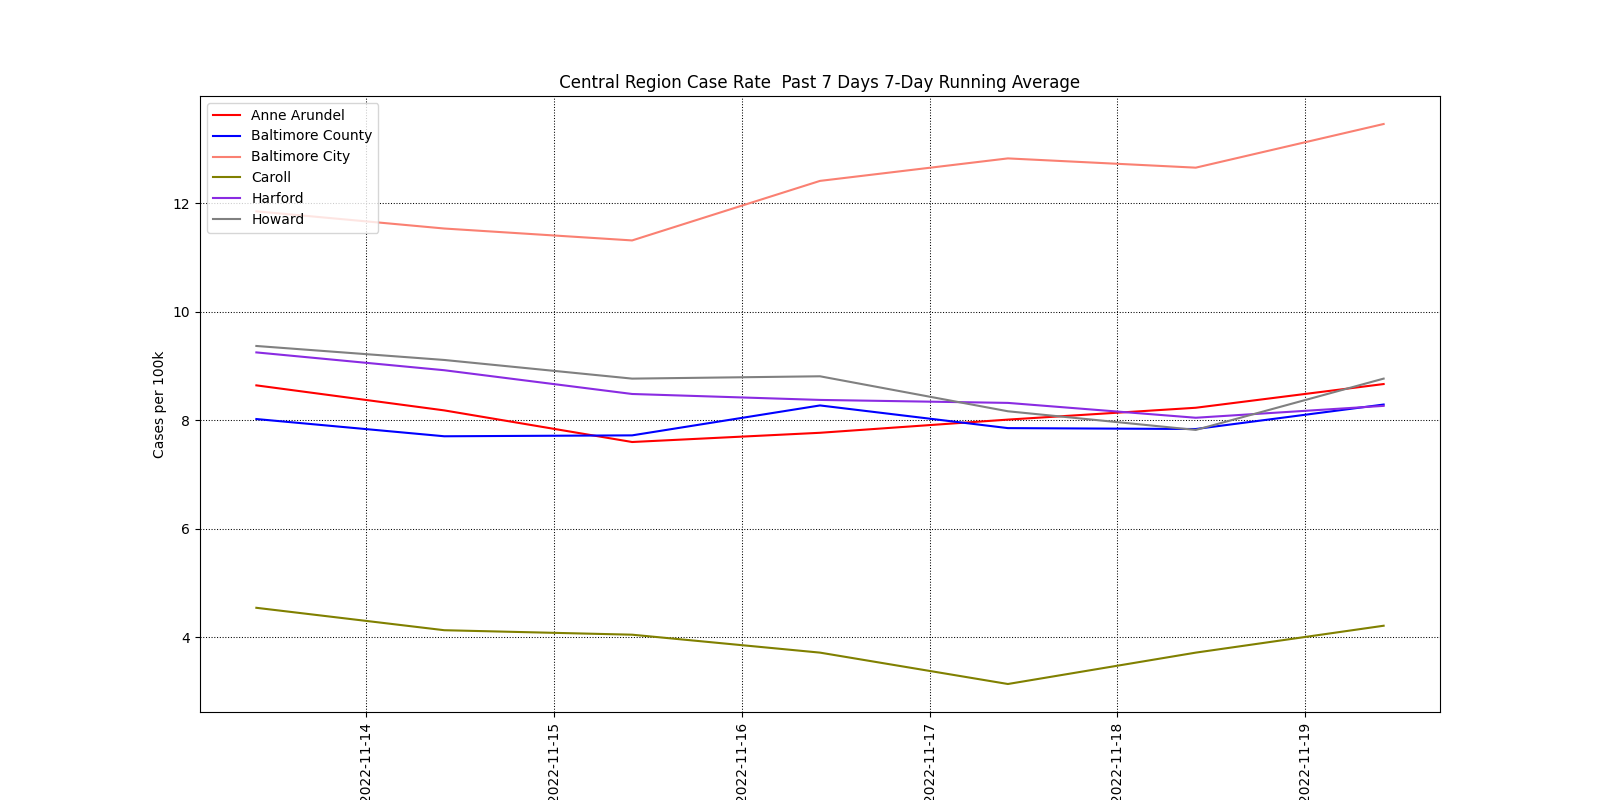 Central Region Case Rate  Past 7 Days 7-Day Running Average
Anne Arundel
Baltimore County
Baltimore City
Caroll
Harford
Howard
Cases per 100k
12
10
8
6
4
2022-11-14
2022-11-15
2022-11-16
2022-11-17
2022-11-18
2022-11-19